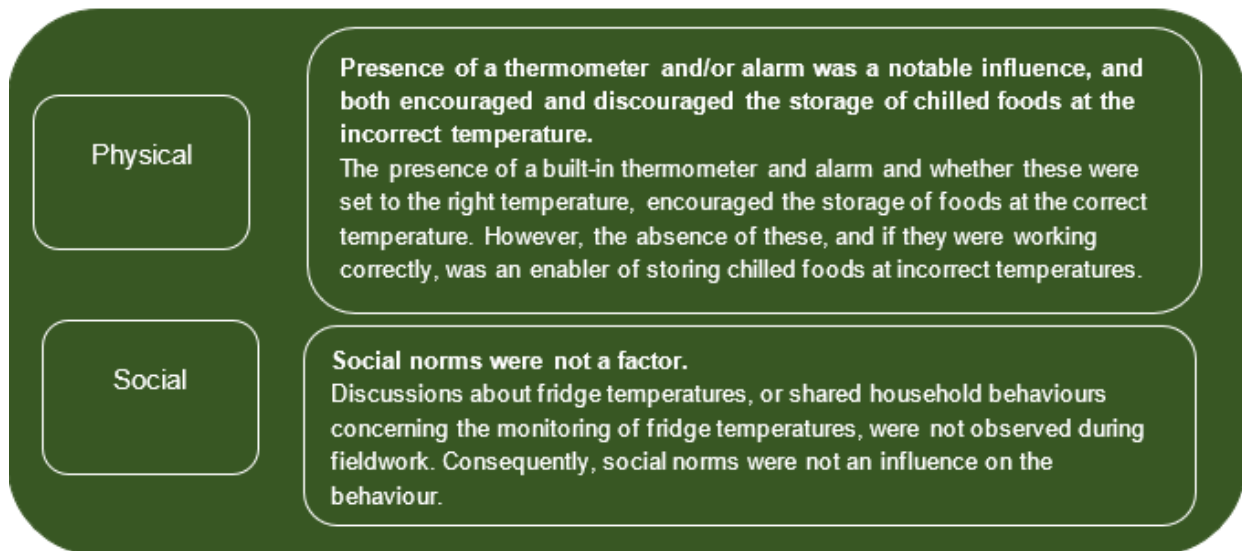 Physical
Presence of a thermometer and/or alarm was a notable influence, and
both encouraged and discouraged the storage of chilled foods at the
incorrect temperature.
The presence of a built-in thermometer and alarm and whether these were
set to the right temperature, encouraged the storage of foods at the correct
temperature. However, the absence of these, and if they were working
correctly, was an enabler of storing chilled foods at incorrect temperatures.
Social
Social norms were not a factor.
Discussions about fridge temperatures, or shared household behaviours
concerning the monitoring of fridge temperatures, were not observed during
fieldwork. Consequently, social norms were not an influence on the
behaviour.